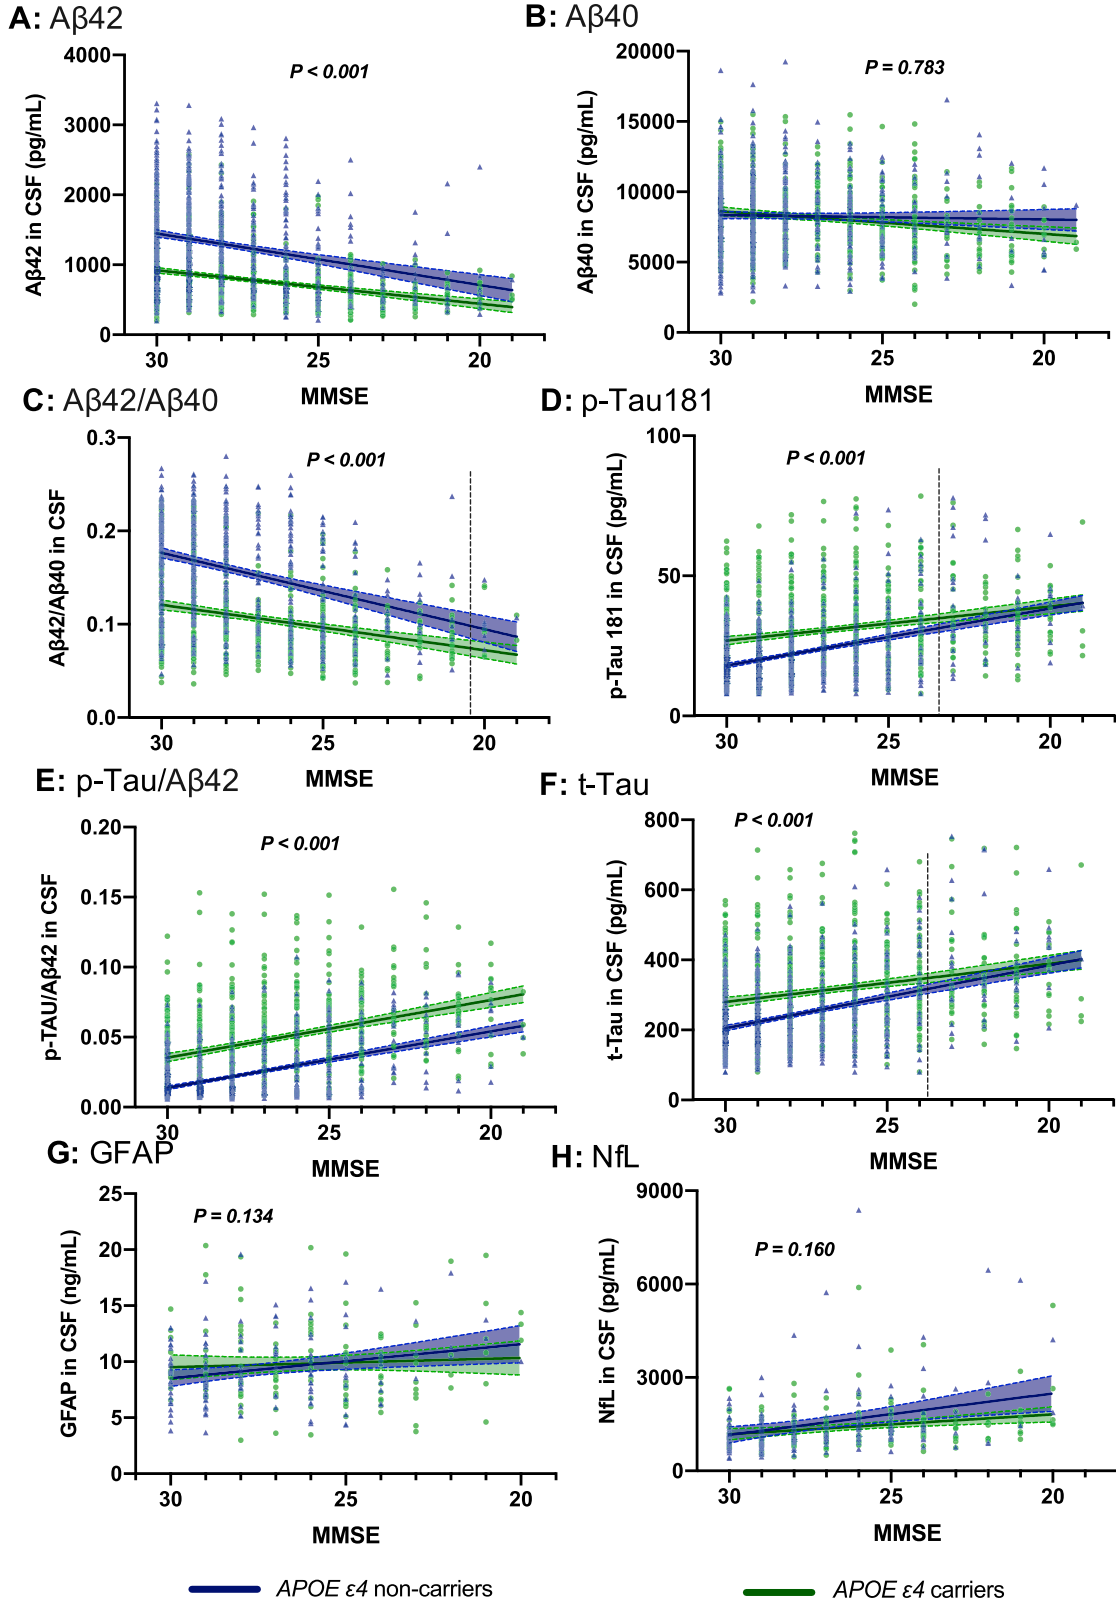 A: Aβ42
P < 0.001
Aβ42 in CSF (pg/mL)
4000
3000
2000
1000
0
30
25
20
MMSE
B: Aβ40
P = 0.783
Aβ40 in CSF (pg/mL)
20000
15000
10000
5000
0
30
25
20
MMSE
C: Aβ42/Aβ40
P < 0.001
Aβ42/Aβ40 in CSF
0.3
0.2
0.1
0.0
30
25
20
MMSE
D: p-Tau181
P < 0.001
p-Tau 181 in CSF (pg/mL)
100
50
0
30
25
20
MMSE
E: p-Tau/Aβ42
P < 0.001
p-TAU/Aβ42 in CSF
0.20
0.15
0.10
0.05
0.00
30
25
20
MMSE
F: t-Tau
P < 0.001
t-Tau in CSF (pg/mL)
800
600
400
200
0
30
25
20
MMSE
G: GFAP
P = 0.134
GFAP in CSF (ng/mL)
25
20
15
10
5
0
30
25
20
MMSE
H: NfL
P = 0.160
NfL in CSF (pg/mL)
9000
6000
3000
0
30
25
20
MMSE
APOE ε4 non-carriers
APOE ε4 carriers